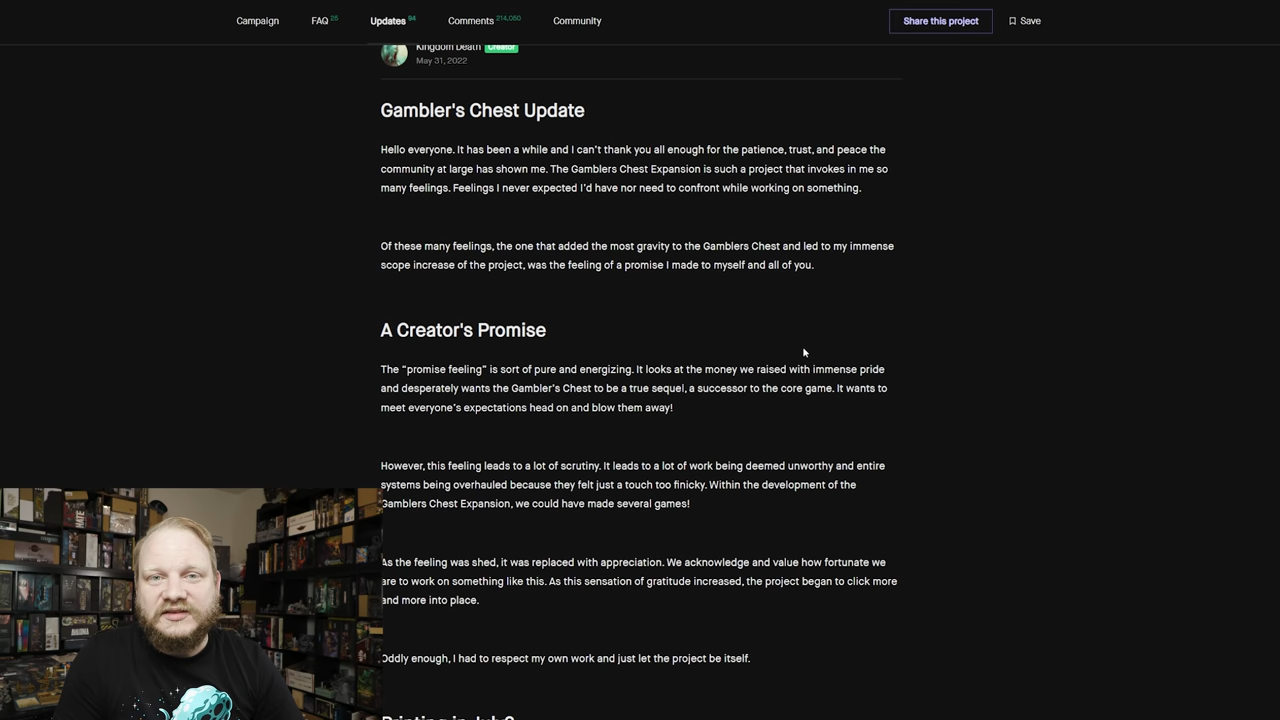 Campaign FAQ 25 Updates 94 Comments 214,050 Community Share this project Save
Kingdom Death Creator
May 31, 2022
Gambler's Chest Update
Hello everyone. It has been a while and I can't thank you all enough for the patience, trust, and peace the
community at large has shown me. The Gamblers Chest Expansion is such a project that invokes in me so
many feelings. Feelings I never expected I'd have nor need to confront while working on something.
Of these many feelings, the one that added the most gravity to the Gamblers Chest and led to my immense
scope increase of the project, was the feeling of a promise I made to myself and all of you.
A Creator's Promise
The "promise feeling" is sort of pure and energizing. It looks at the money we raised with immense pride
and desperately wants the Gambler's Chest to be a true sequel, a successor to the core game. It wants to
meet everyone's expectations head on and blow them away!
However, this feeling leads to a lot of scrutiny. It leads to a lot of work being deemed unworthy and entire
systems being overhauled because they felt just a touch too finicky. Within the development of the
Gamblers Chest Expansion, we could have made several games!
As the feeling was shed, it was replaced with appreciation. We acknowledge and value how fortunate we
are to work on something like this. As this sensation of gratitude increased, the project began to click more
and more into place.
Oddly enough, I had to respect my own work and just let the project be itself.
Printing in July?